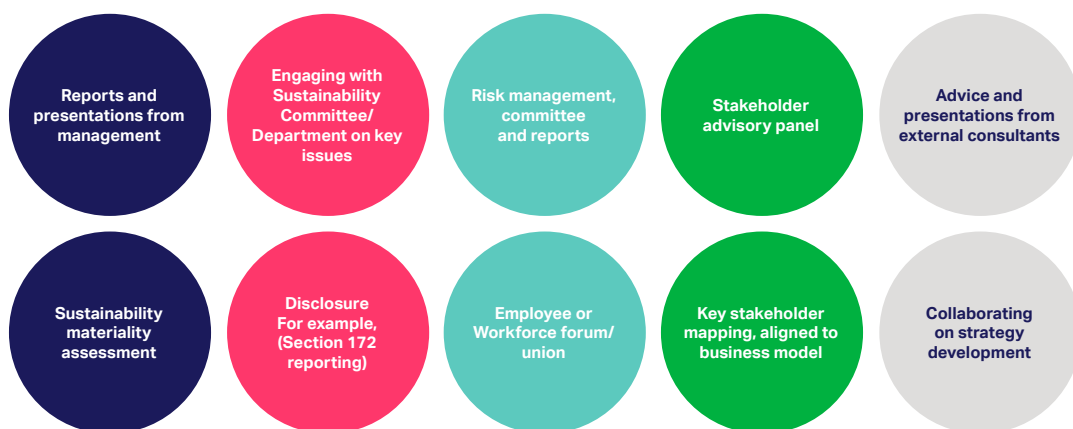 Reports and
presentations from
management
Engaging with
Sustainability
Committee/
Department on key
issues
Risk management,
committee
and reports
Stakeholder
advisory panel
Advice and
presentations from
external consultants
Sustainability
materiality
assessment
Disclosure
For example,
(Section 172
reporting)
Employee or
Workforce forum/
union
Key stakeholder
mapping, aligned to
business model
Collaborating
on strategy
development